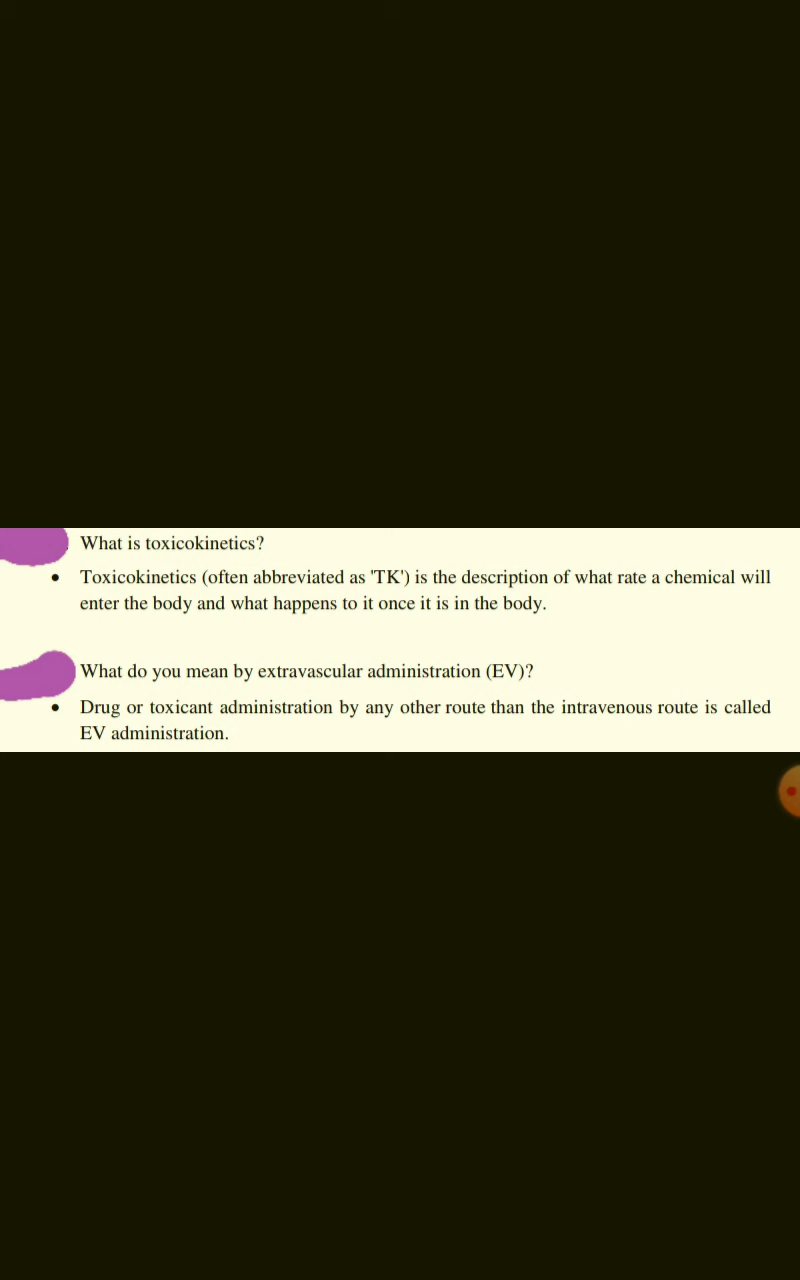 What is toxicokinetics?
• Toxicokinetics (often abbreviated as 'TK') is the description of what rate a chemical will
enter the body and what happens to it once it is in the body.
What do you mean by extravascular administration (EV)?
• Drug or toxicant administration by any other route than the intravenous route is called
EV administration.